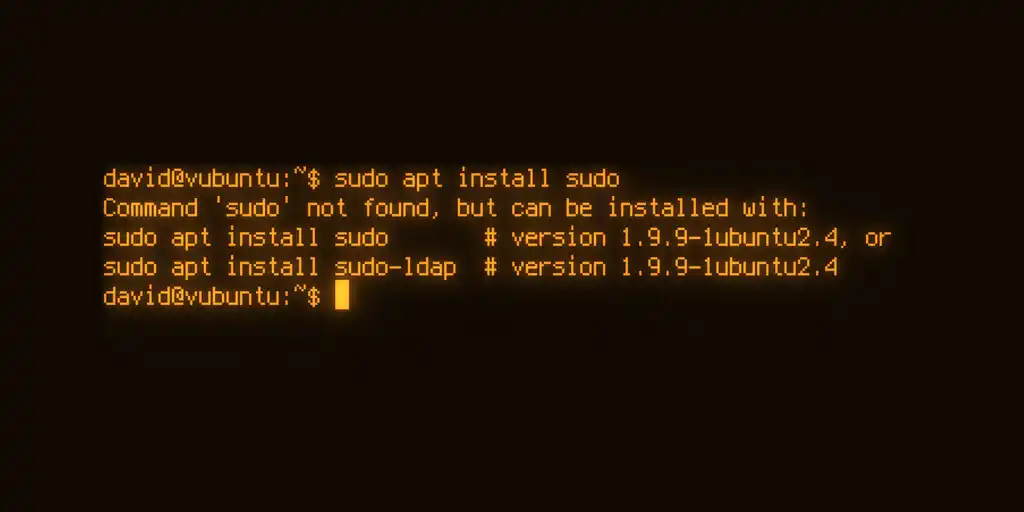 david@vubuntu:~$ sudo apt install sudo
Command 'sudo' not found, but can be installed with:
sudo apt install sudo       # version 1.9.9-1ubuntu2.4, or
sudo apt install sudo-ldap  # version 1.9.9-1ubuntu2.4
david@vubuntu:~$